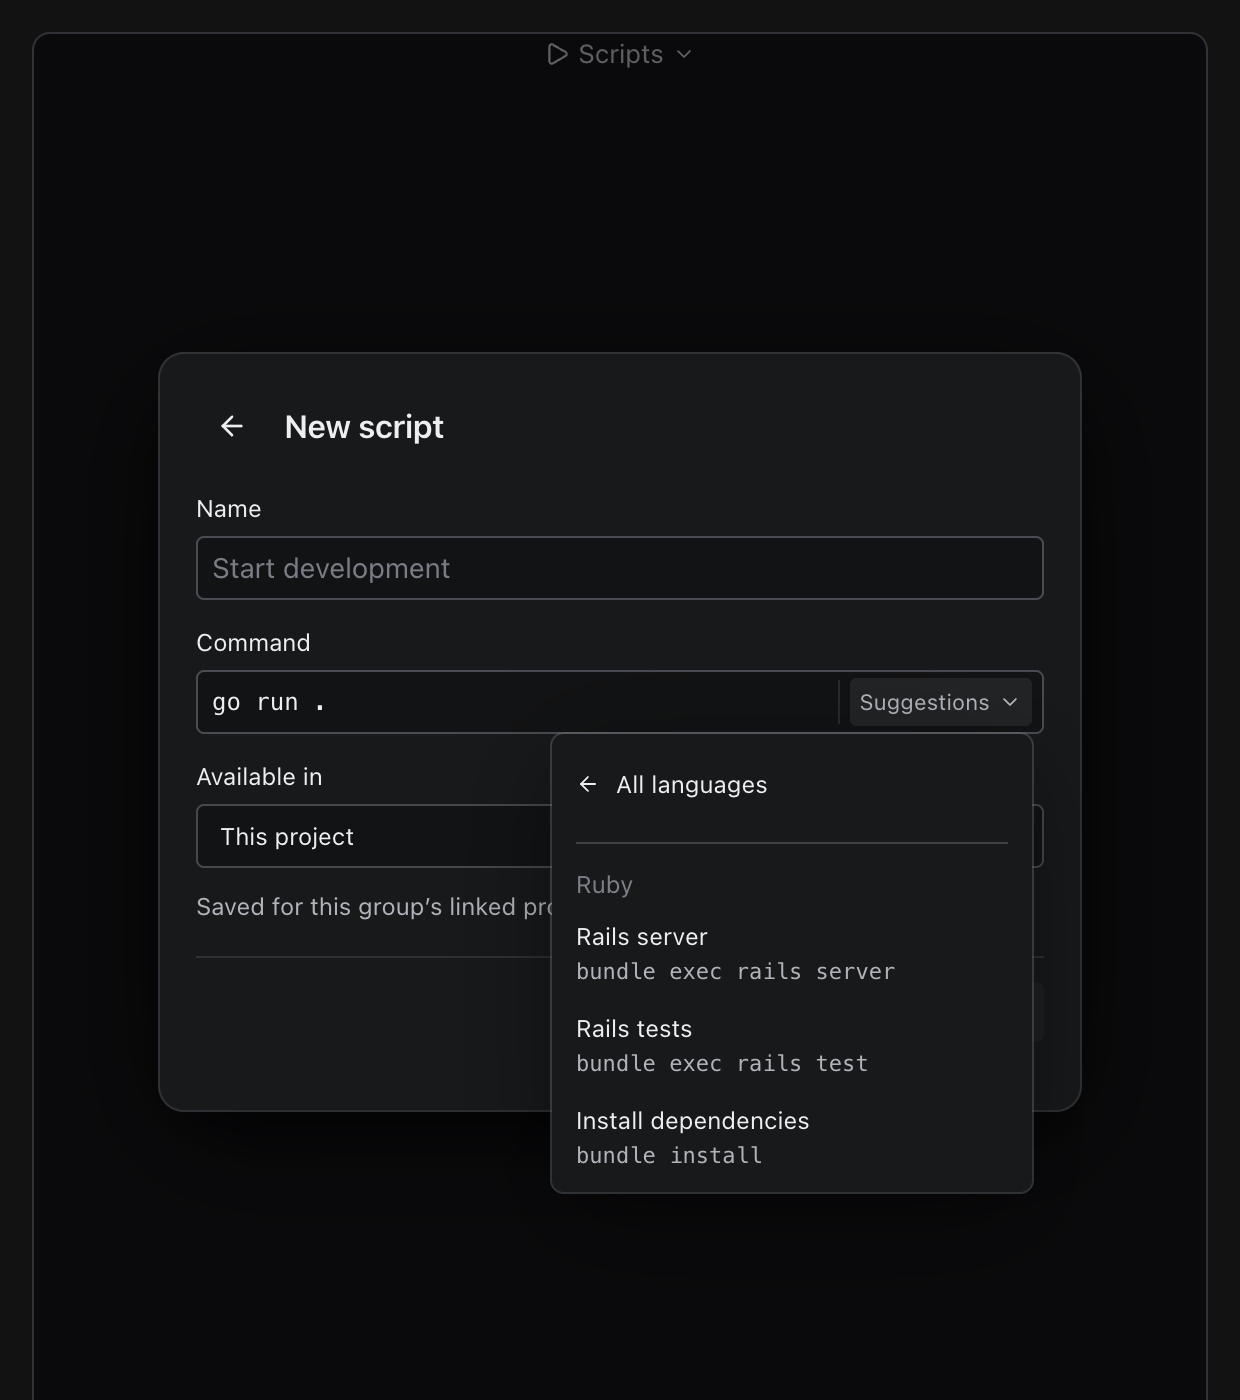 Scripts
New script
Name
Start development
Command
go run .
Suggestions
Available in
All languages
This project
Ruby
Saved for this group’s linked
Rails server
bundle exec rails server
Rails tests
bundle exec rails test
Install dependencies
bundle install